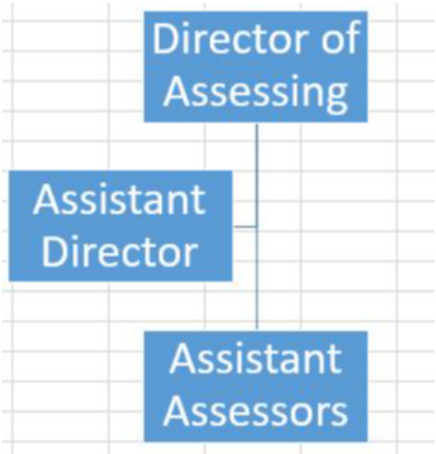 Director of
Assessing
Assistant
Director
Assistant
Assessors